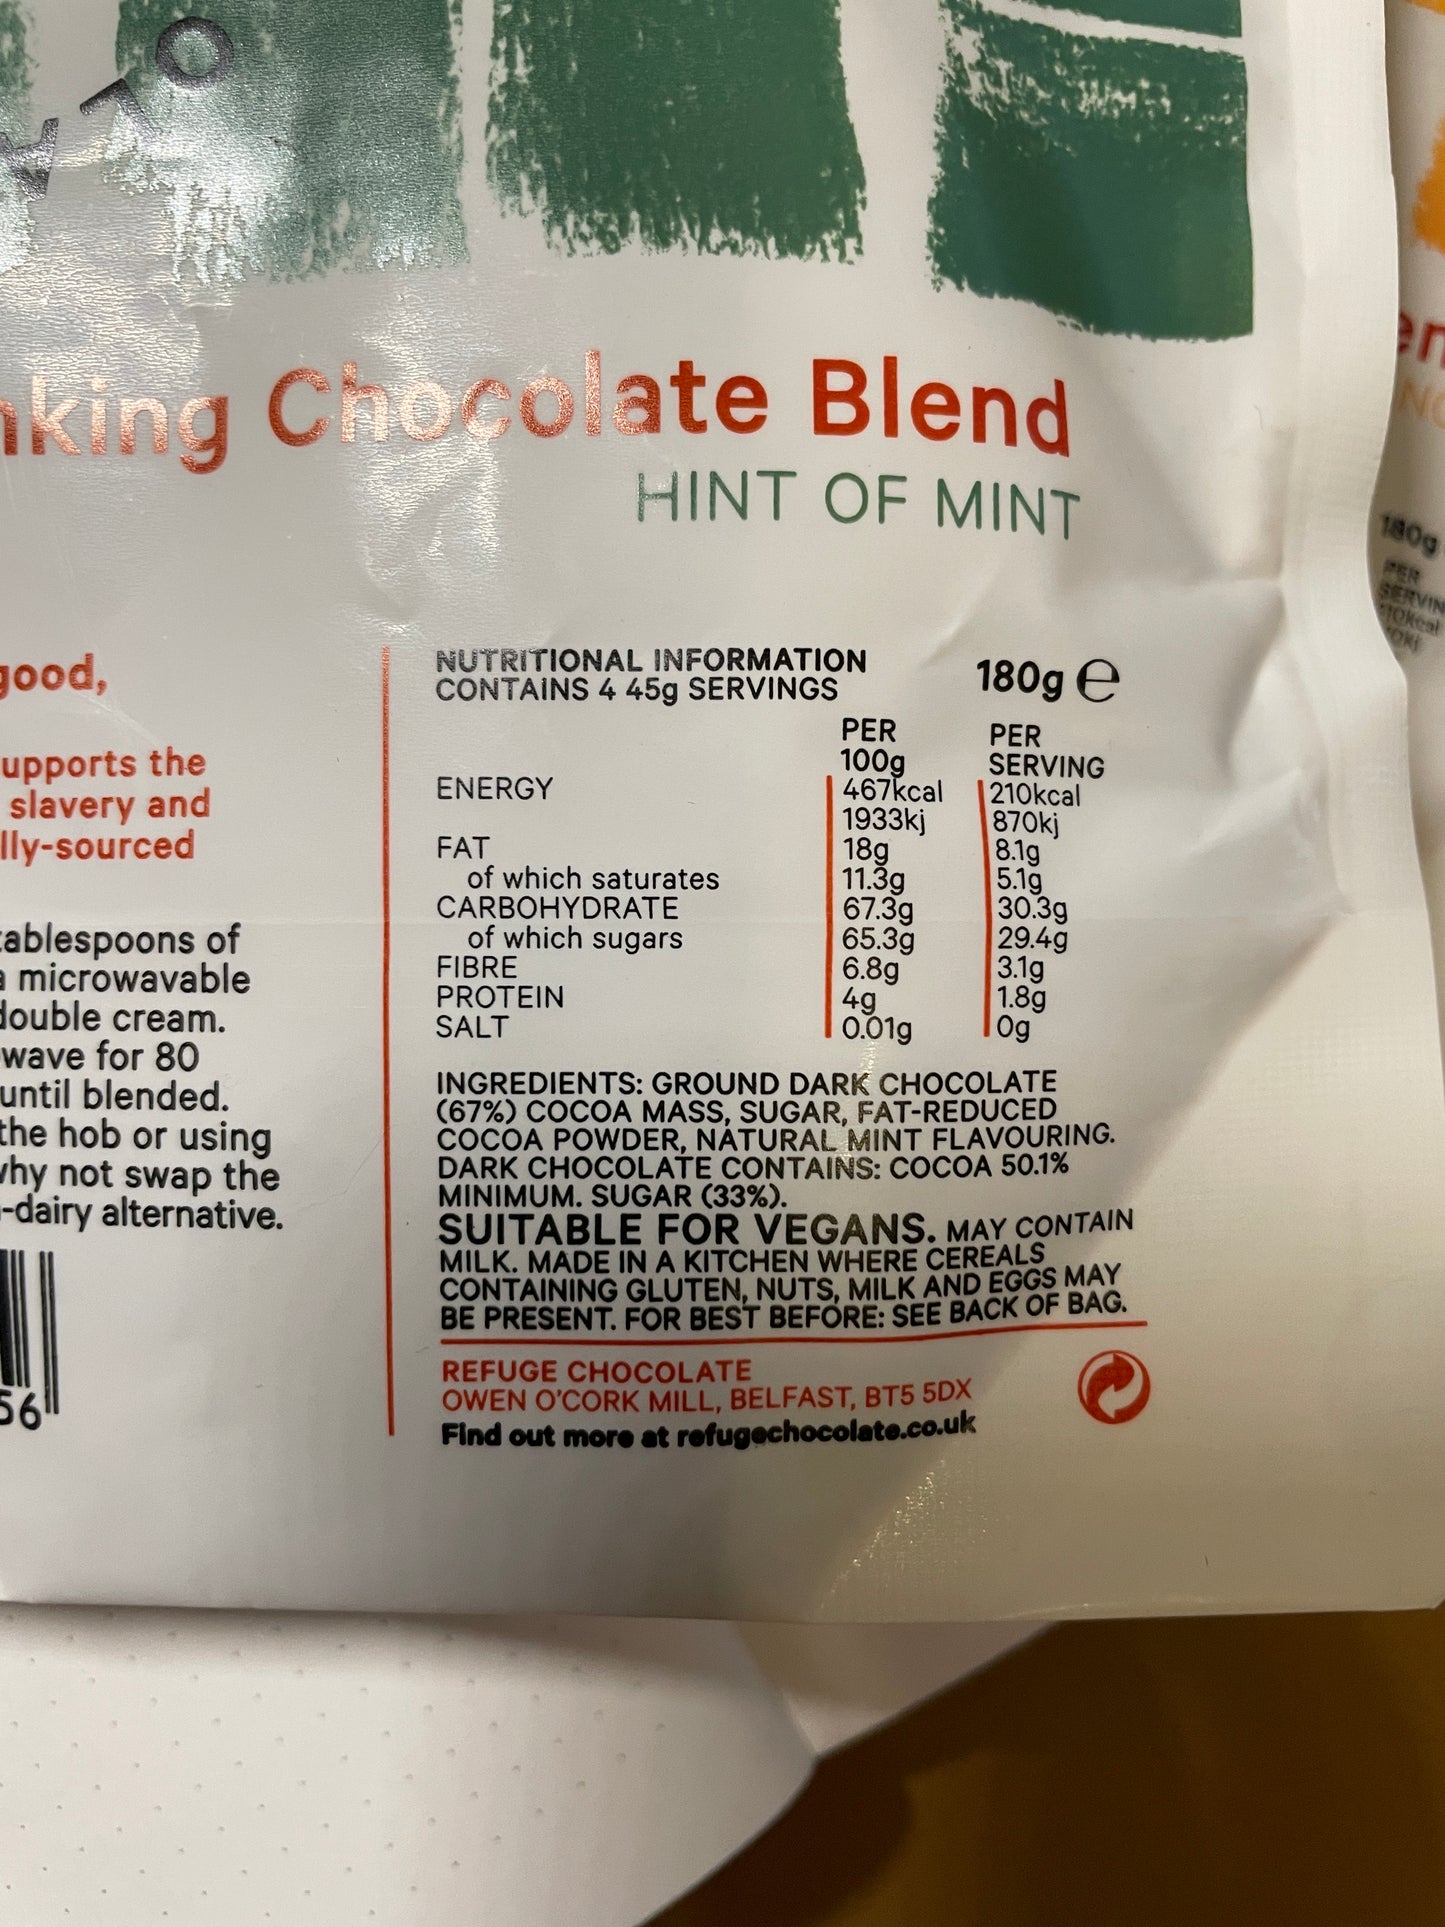 nking Chocolate Blend
HINT OF MINT
good,
upports the
slavery and
lly-sourced
tablespoons of
a microwavable
double cream.
wave for 80
until blended.
the hob or using
why not swap the
-dairy alternative.
56
NUTRITIONAL INFORMATION
CONTAINS 4 45g SERVINGS
180g e
PER 100g PER SERVING
ENERGY 467kcal 210kcal
1933kj 870kj
FAT 18g 8.1g
of which saturates 11.3g 5.1g
CARBOHYDRATE 67.3g 30.3g
of which sugars 65.3g 29.4g
FIBRE 6.8g 3.1g
PROTEIN 4g 1.8g
SALT 0.01g 0g
INGREDIENTS: GROUND DARK CHOCOLATE
(67%) COCOA MASS, SUGAR, FAT-REDUCED
COCOA POWDER, NATURAL MINT FLAVOURING.
DARK CHOCOLATE CONTAINS: COCOA 50.1%
MINIMUM. SUGAR (33%).
SUITABLE FOR VEGANS. MAY CONTAIN
MILK. MADE IN A KITCHEN WHERE CEREALS
CONTAINING GLUTEN, NUTS, MILK AND EGGS MAY
BE PRESENT. FOR BEST BEFORE: SEE BACK OF BAG.
REFUGE CHOCOLATE
OWEN O'CORK MILL, BELFAST, BT5 5DX
Find out more at refugechocolate.co.uk
180g
PER